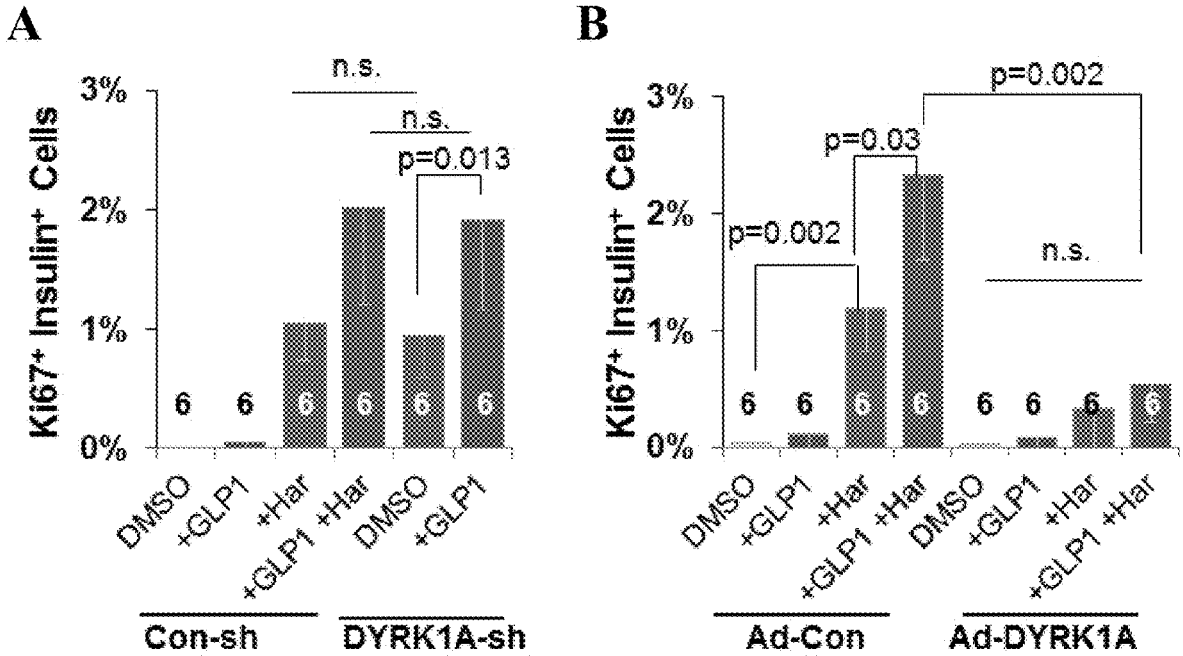 A
n.s.
3%
n.s.
p=0.013
2%
1%
0%
Ki67⁺ Insulin⁺ Cells
6 6 6 6 6 6
DMSO
+GLP1
+Har
+GLP1 +Har
DMSO
+GLP1
Con-sh
DYRK1A-sh
B
p=0.002
3%
p=0.03
2%
p=0.002
n.s.
1%
0%
Ki67⁺ Insulin⁺ Cells
6 6 6 6 6 6 6 6
DMSO
+GLP1
+Har
+GLP1 +Har
DMSO
+GLP1
+Har
+GLP1 +Har
Ad-Con
Ad-DYRK1A